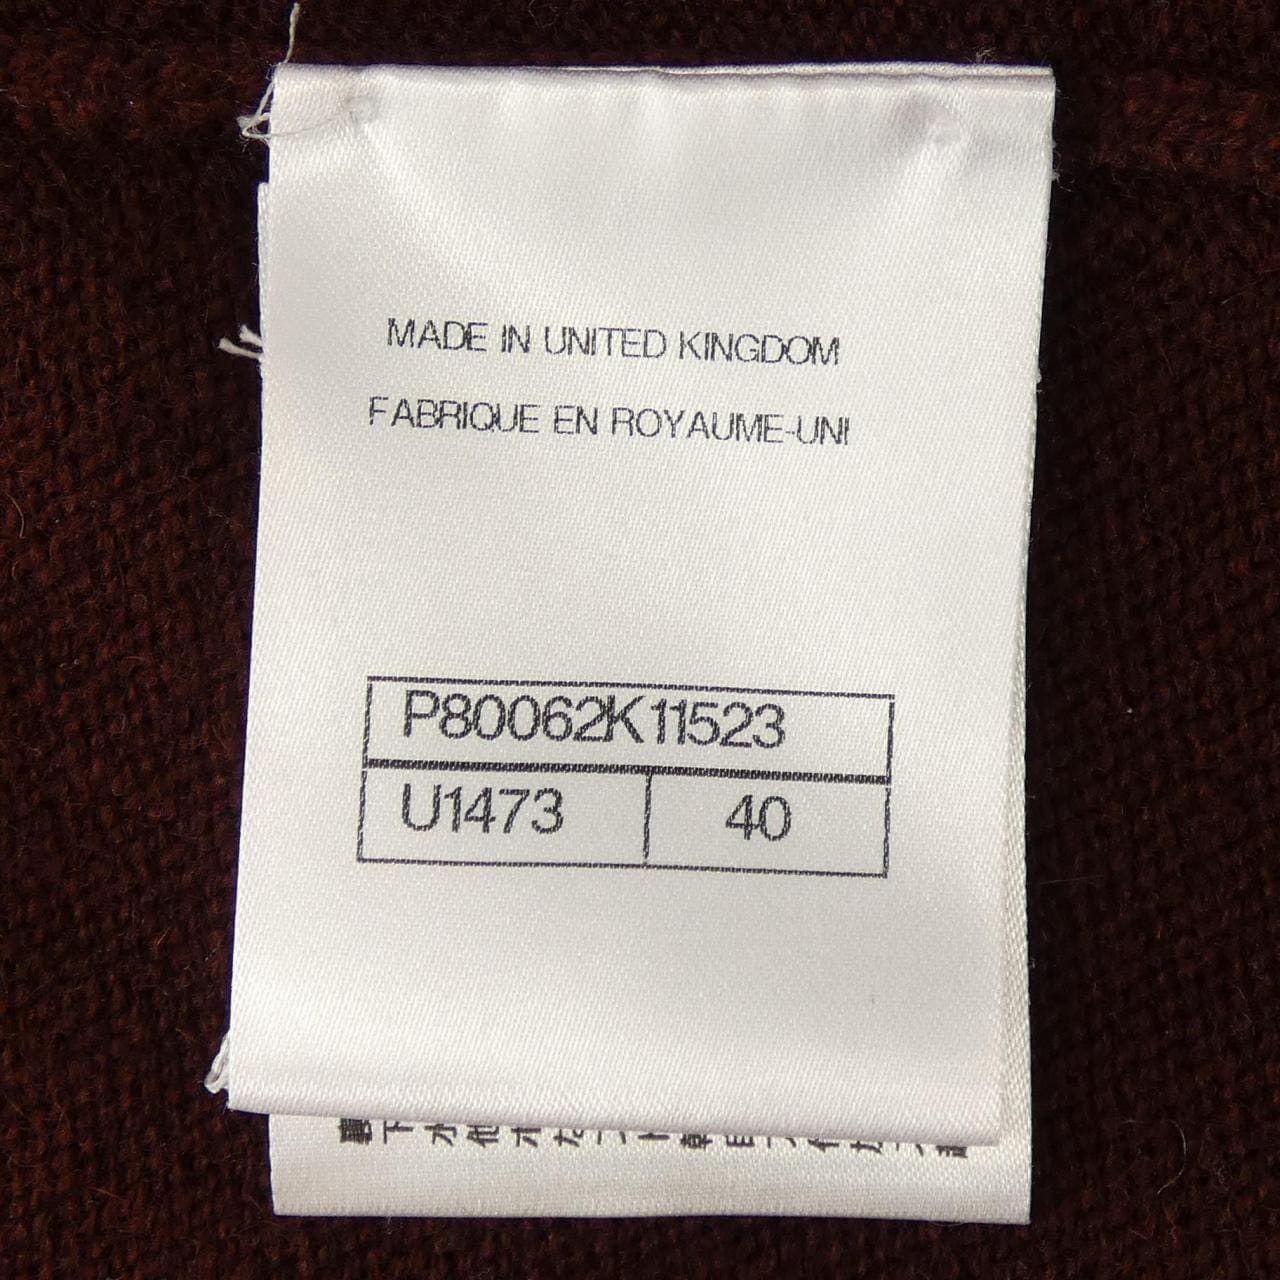 MADE IN UNITED KINGDOM
FABRIQUE EN ROYAUME-UNI
P80062K11523
U1473 40